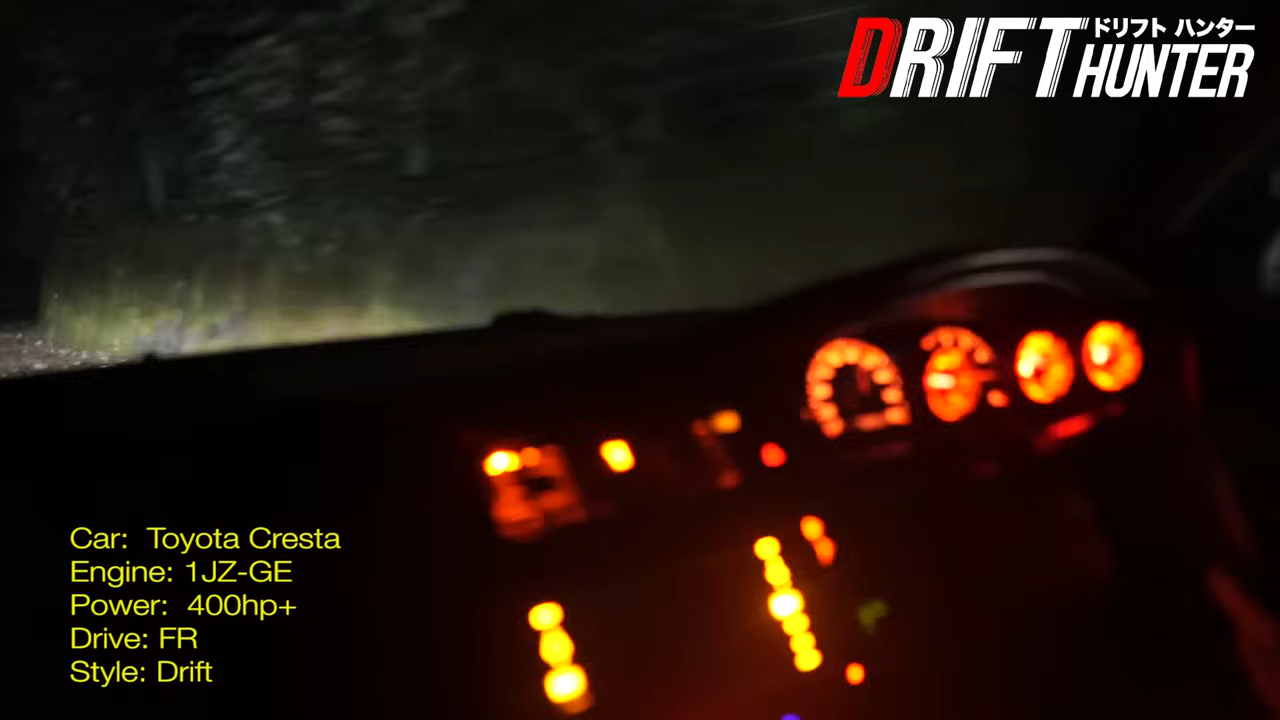 DRIFT ドリフト ハンター
HUNTER
Car: Toyota Cresta
Engine: 1JZ-GE
Power: 400hp+
Drive: FR
Style: Drift